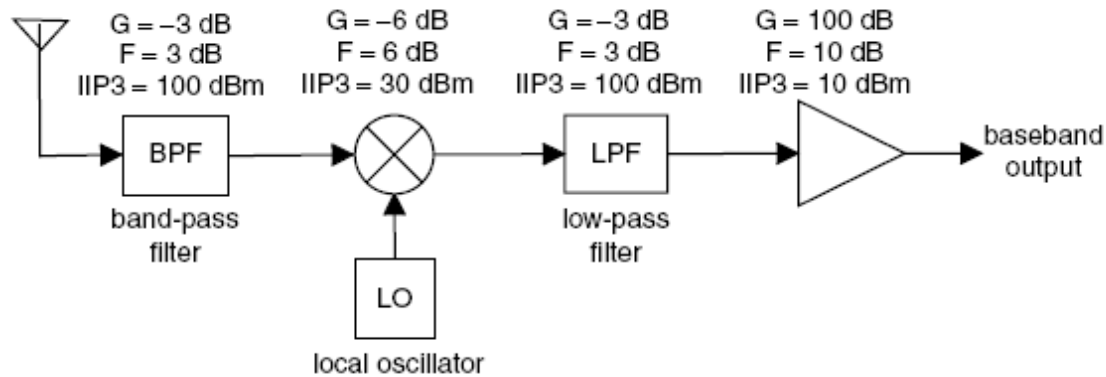 G = −3 dB
F = 3 dB
IIP3 = 100 dBm
G = −6 dB
F = 6 dB
IIP3 = 30 dBm
G = −3 dB
F = 3 dB
IIP3 = 100 dBm
G = 100 dB
F = 10 dB
IIP3 = 10 dBm
BPF
LPF
baseband
output
band-pass
filter
low-pass
filter
LO
local oscillator